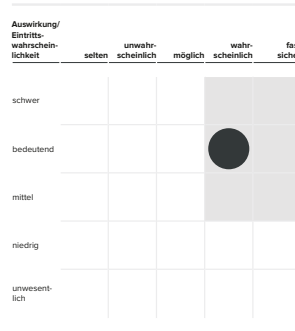 Auswirkung/
Eintritts-
wahrschein-
lichkeit
selten
unwahr-
scheinlich
möglich
wahr-
scheinlich
schwer
bedeutend
mittel
niedrig
unwesent-
lich